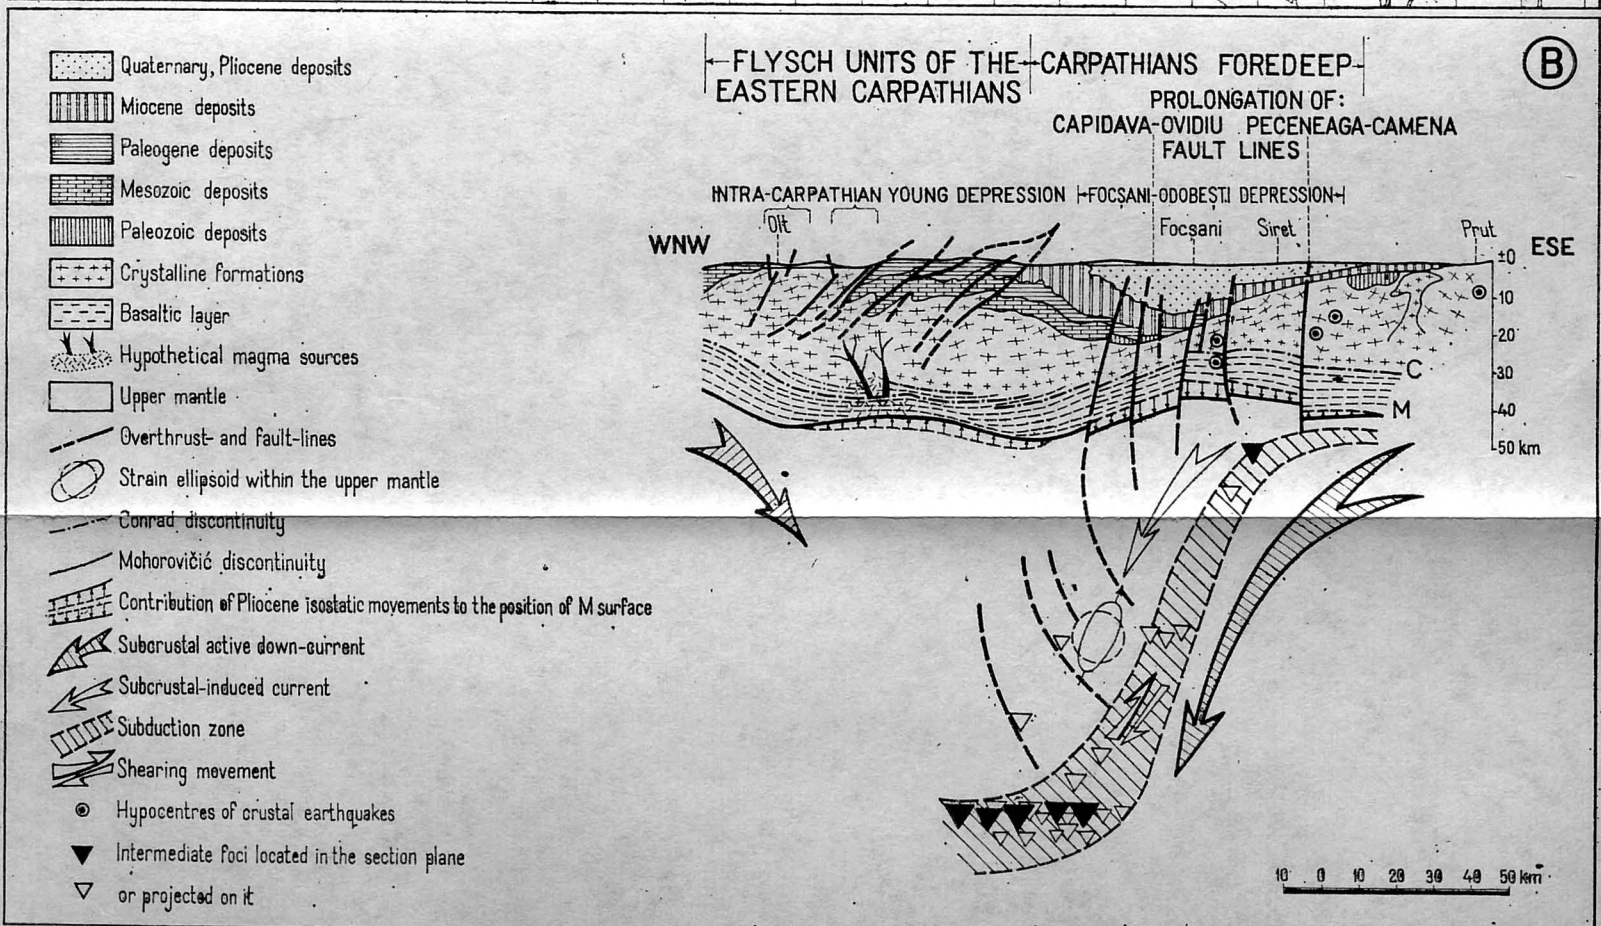 Quaternary, Pliocene deposits
Miocene deposits
Paleogene deposits
Mesozoic deposits
Paleozoic deposits
Crystalline formations
Basaltic layer
Hypothetical magma sources
Upper mantle
Overthrust- and fault-lines
Strain ellipsoid within the upper mantle
Conrad discontinuity
Mohorovičić discontinuity
Contribution of Pliocene isostatic movements to the position of M surface
Subcrustal active down-current
Subcrustal-induced current
Subduction zone
Shearing movement
Hypocentres of crustal earthquakes
Intermediate foci located in the section plane
or projected on it
FLYSCH UNITS OF THE
EASTERN CARPATHIANS
CARPATHIANS FOREDEEP
B
PROLONGATION OF:
CAPIDAVA-OVIDIU PECENEAGA-CAMENA
FAULT LINES
INTRA-CARPATHIAN YOUNG DEPRESSION
FOCȘANI-ODOBEȘTI DEPRESSION
Olt
Focșani
Siret
Prut
WNW
ESE
±0
10
20
30
40
50 km
C
M
10 0 10 20 30 40 50 km